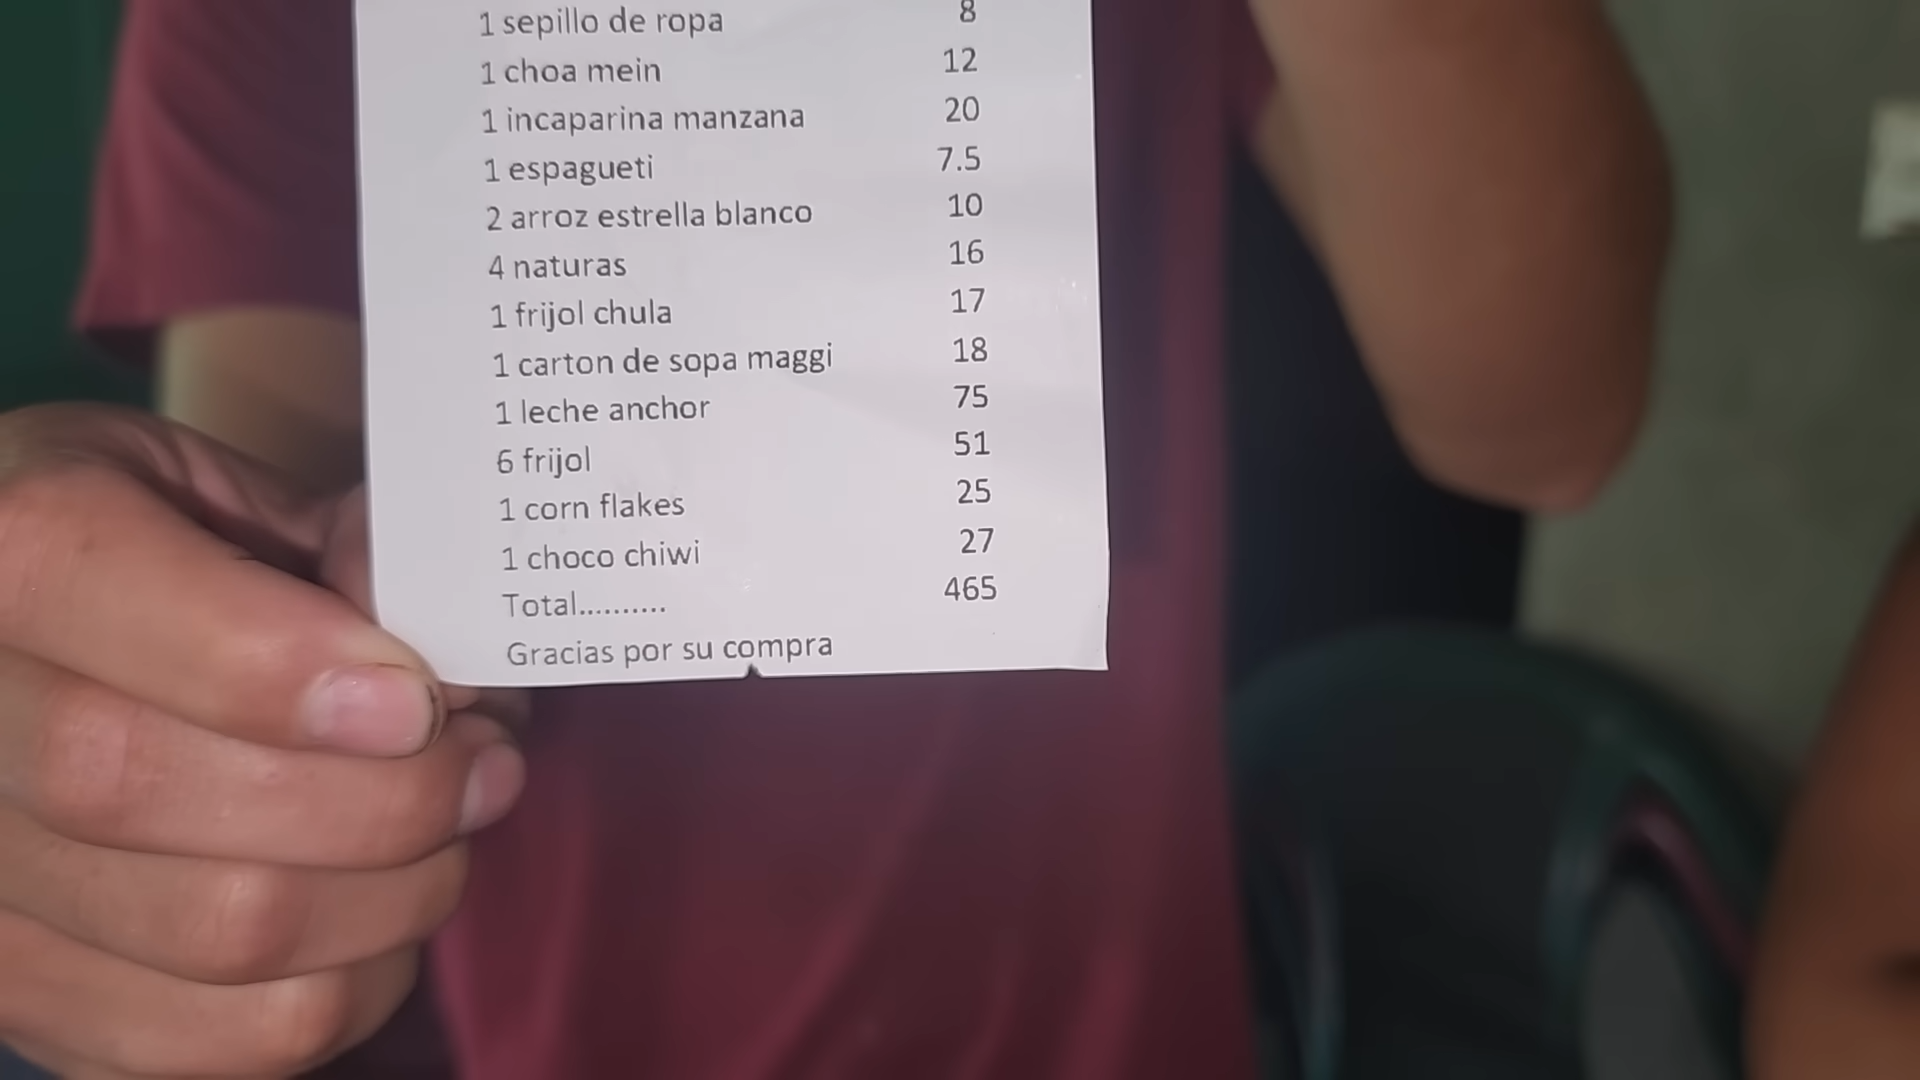 1 sepillo de ropa 8
1 choa mein 12
1 incaparina manzana 20
1 espagueti 7.5
2 arroz estrella blanco 10
4 naturas 16
1 frijol chula 17
1 carton de sopa maggi 18
1 leche anchor 75
6 frijol 51
1 corn flakes 25
1 choco chiwi 27
Total.......... 465
Gracias por su compra